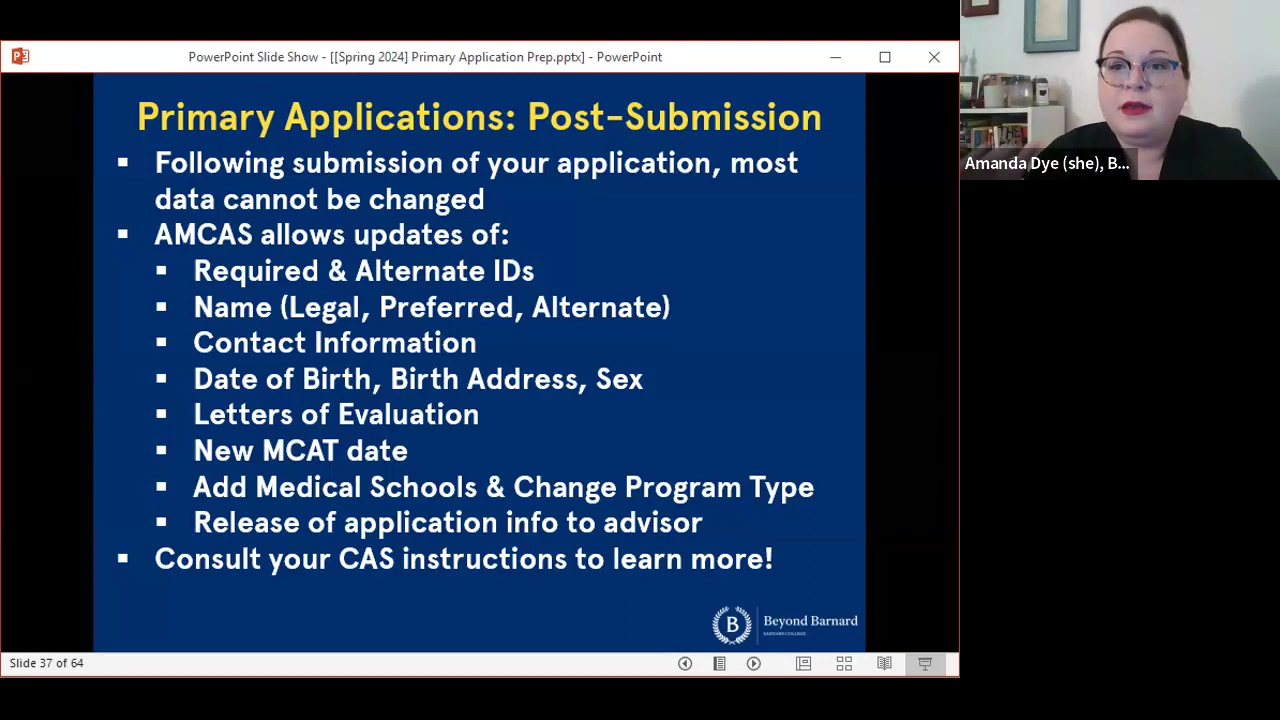 PowerPoint Slide Show - [[Spring 2024] Primary Application Prep.pptx] - PowerPoint
Primary Applications: Post-Submission
▪ Following submission of your application, most
data cannot be changed
▪ AMCAS allows updates of:
▪ Required & Alternate IDs
▪ Name (Legal, Preferred, Alternate)
▪ Contact Information
▪ Date of Birth, Birth Address, Sex
▪ Letters of Evaluation
▪ New MCAT date
▪ Add Medical Schools & Change Program Type
▪ Release of application info to advisor
▪ Consult your CAS instructions to learn more!
B
Beyond Barnard
BARNARD COLLEGE
Slide 37 of 64
Amanda Dye (she), B...